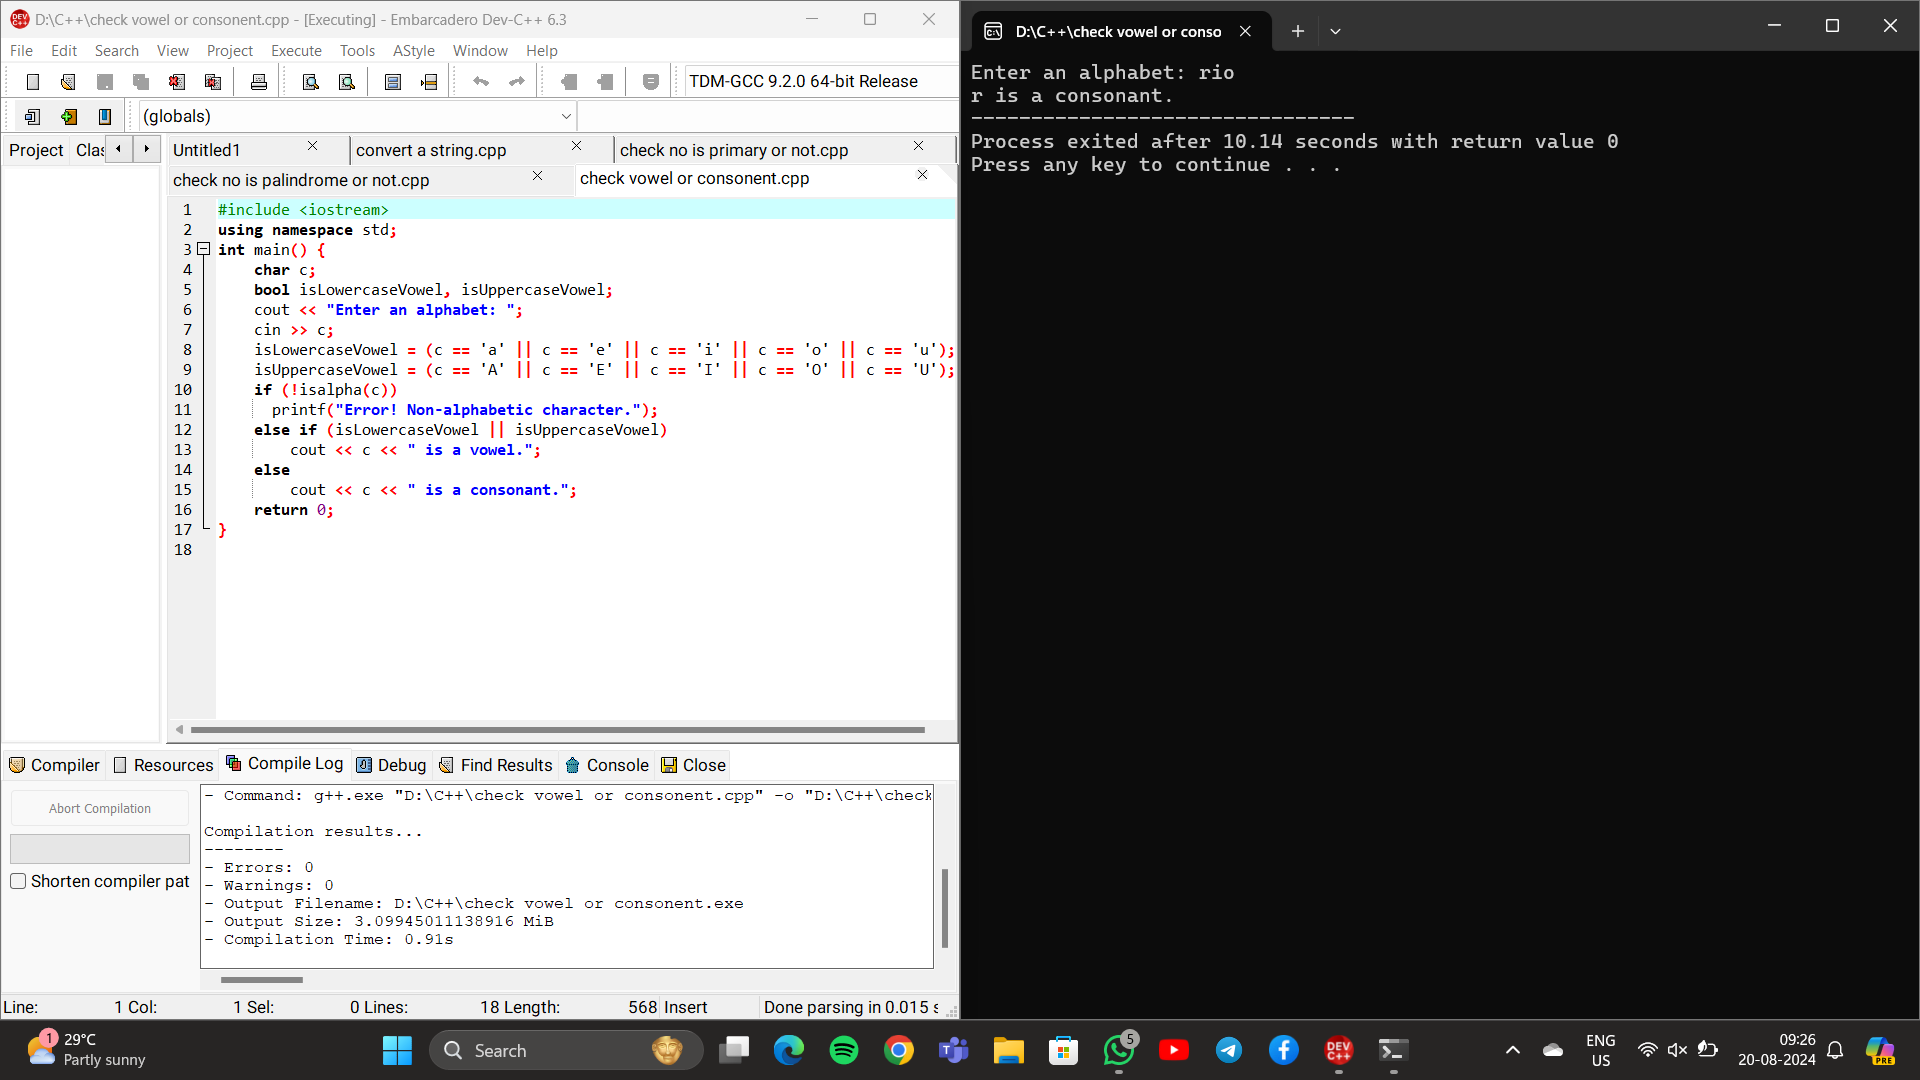 D:\C++\check vowel or consonent.cpp - [Executing] - Embarcadero Dev-C++ 6.3
File Edit Search View Project Execute Tools AStyle Window Help
TDM-GCC 9.2.0 64-bit Release
(globals)
Project Clas
Untitled1 convert a string.cpp check no is primary or not.cpp
check no is palindrome or not.cpp check vowel or consonent.cpp
1 #include <iostream>
2 using namespace std;
3 int main() {
4 char c;
5 bool isLowercaseVowel, isUppercaseVowel;
6 cout << "Enter an alphabet: ";
7 cin >> c;
8 isLowercaseVowel = (c == 'a' || c == 'e' || c == 'i' || c == 'o' || c == 'u');
9 isUppercaseVowel = (c == 'A' || c == 'E' || c == 'I' || c == 'O' || c == 'U');
10 if (!isalpha(c))
11 printf("Error! Non-alphabetic character.");
12 else if (isLowercaseVowel || isUppercaseVowel)
13 cout << c << " is a vowel.";
14 else
15 cout << c << " is a consonant.";
16 return 0;
17 }
18
Compiler Resources Compile Log Debug Find Results Console Close
Abort Compilation
Shorten compiler pat
- Command: g++.exe "D:\C++\check vowel or consonent.cpp" -o "D:\C++\check
Compilation results...
--------
- Errors: 0
- Warnings: 0
- Output Filename: D:\C++\check vowel or consonent.exe
- Output Size: 3.09945011138916 MiB
- Compilation Time: 0.91s
Line: 1 Col: 1 Sel: 0 Lines: 18 Length: 568 Insert Done parsing in 0.015 s
D:\C++\check vowel or conso
Enter an alphabet: rio
r is a consonant.
--------------------------------
Process exited after 10.14 seconds with return value 0
Press any key to continue . . .
1
29°C
Partly sunny
Search
5
DEV C++
ENG
US
09:26
20-08-2024
PRE